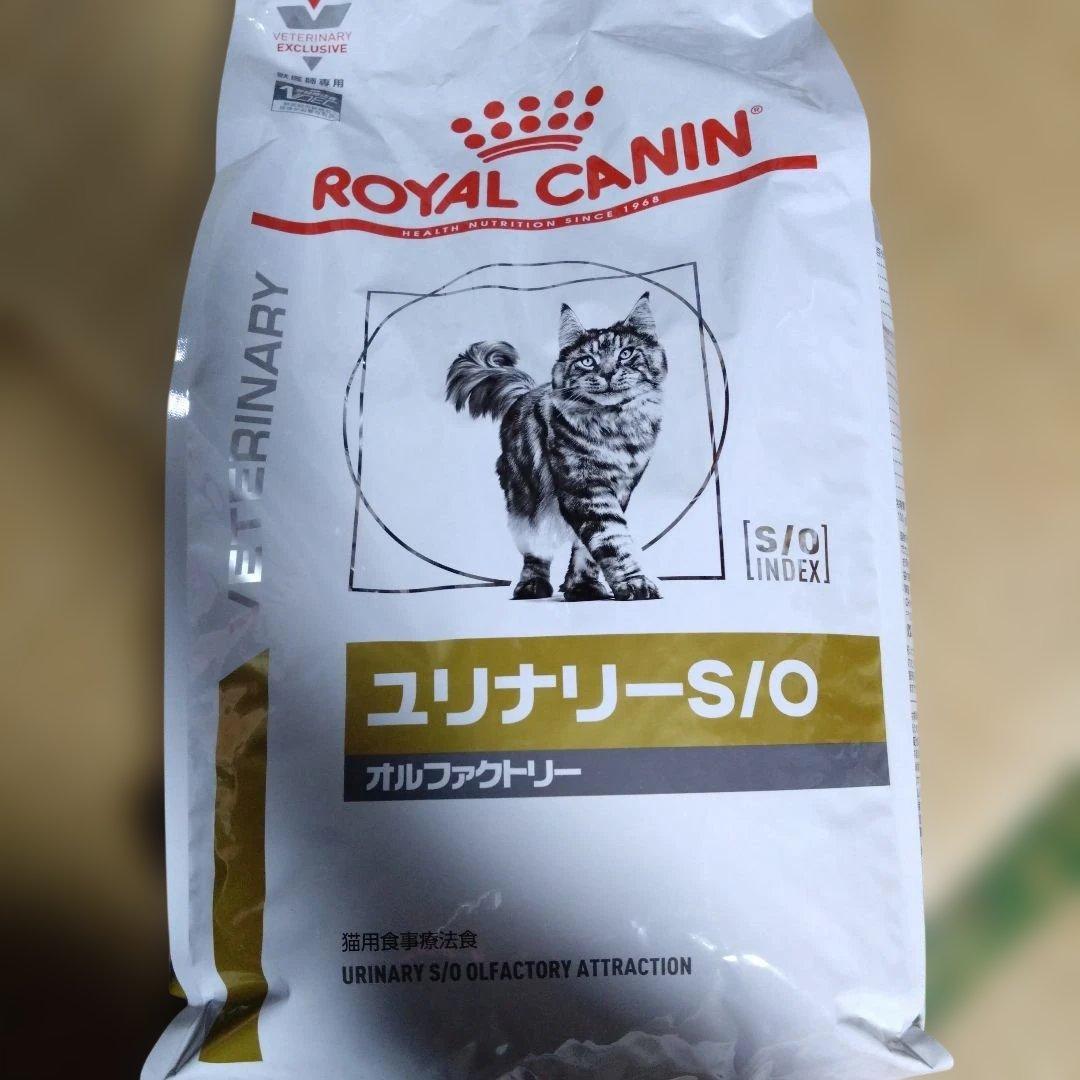 VETERINARY
EXCLUSIVE
獣医師専用
ROYAL CANIN®
HEALTH NUTRITION SINCE 1968
VETERINARY
[S/O
INDEX]
ユリナリーS/O
オルファクトリー
猫用食事療法食
URINARY S/O OLFACTORY ATTRACTION